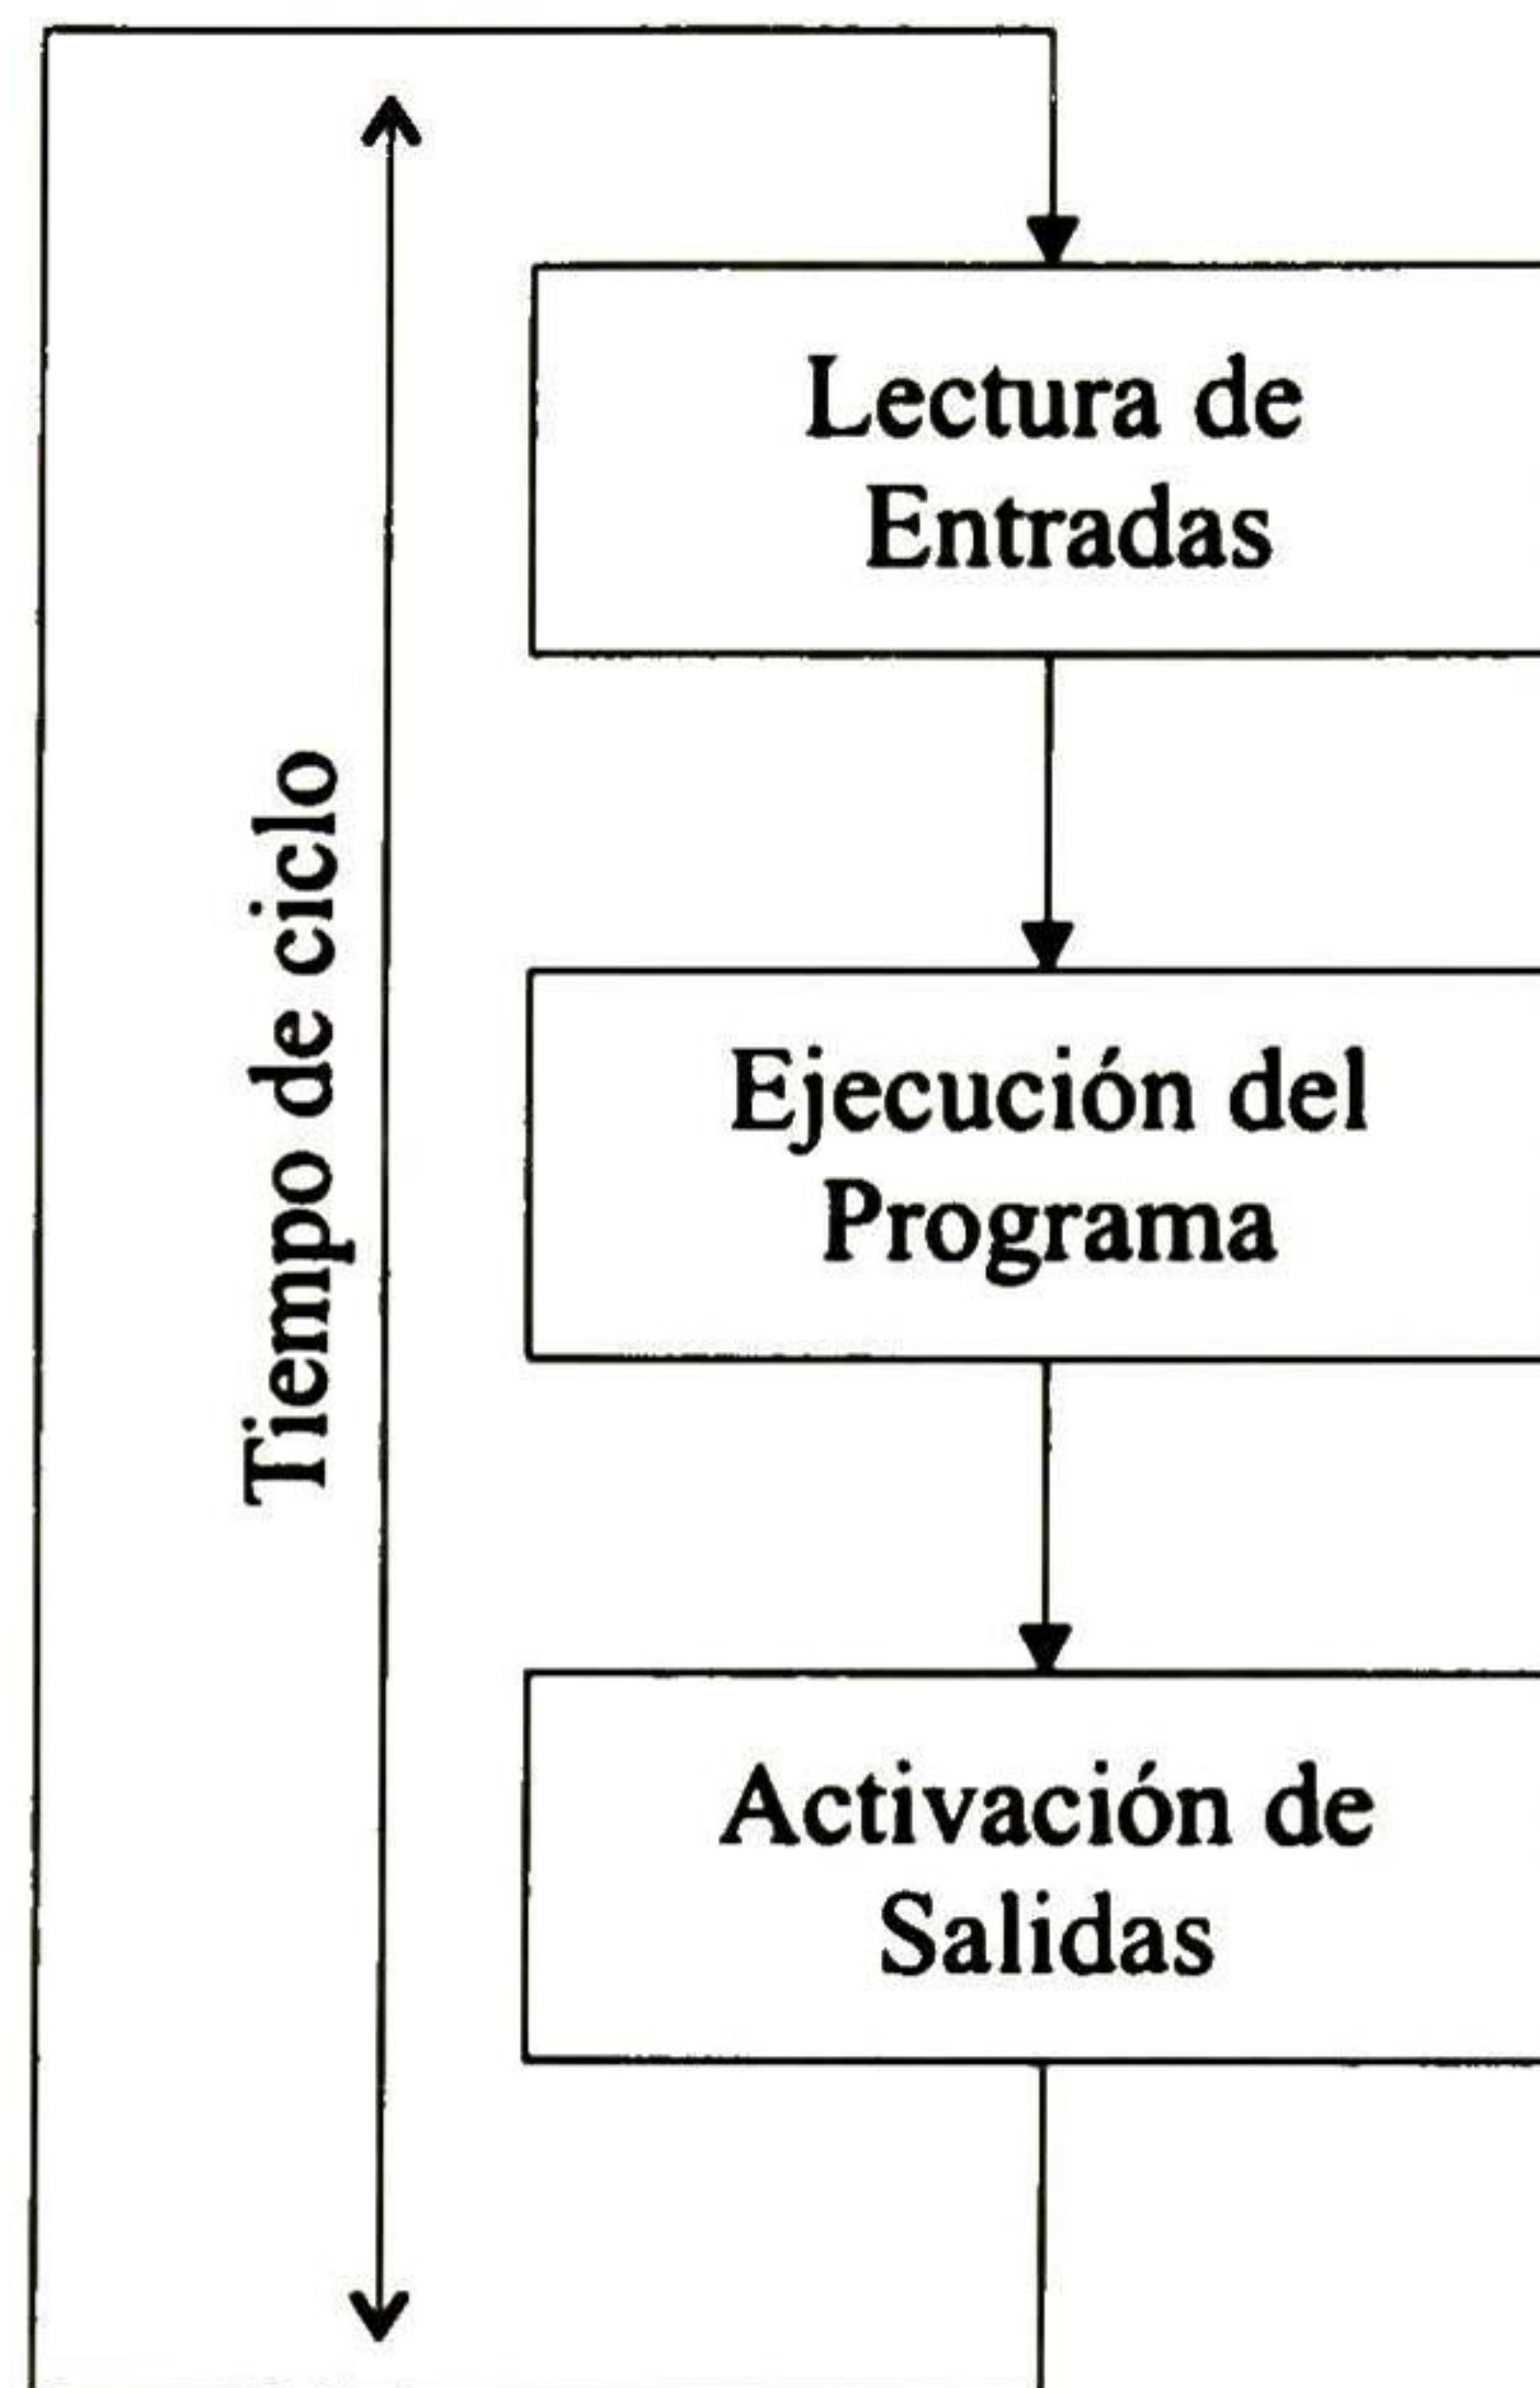 Lectura de
Entradas
Tiempo de ciclo
Ejecución del
Programa
Activación de
Salidas